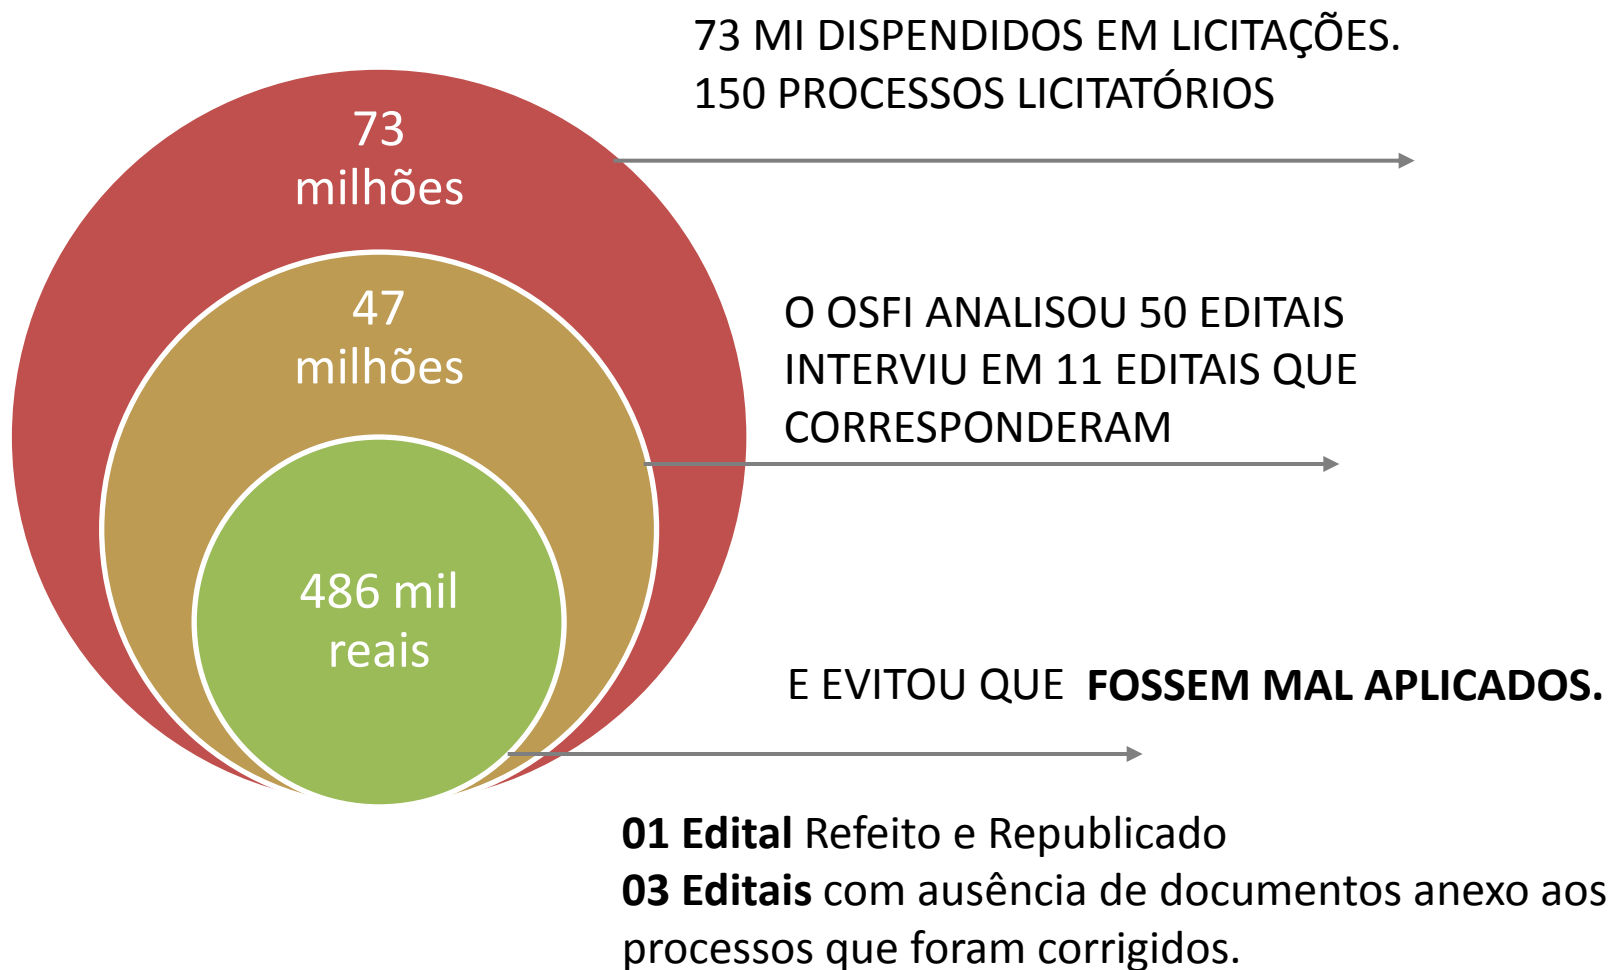 73 MI DISPENDIDOS EM LICITAÇÕES.
150 PROCESSOS LICITATÓRIOS
73
milhões
47
milhões
O OSFI ANALISOU 50 EDITAIS
INTERVIU EM 11 EDITAIS QUE
CORRESPONDERAM
486 mil
reais
E EVITOU QUE FOSSEM MAL APLICADOS.
01 Edital Refeito e Republicado
03 Editais com ausência de documentos anexo aos
processos que foram corrigidos.